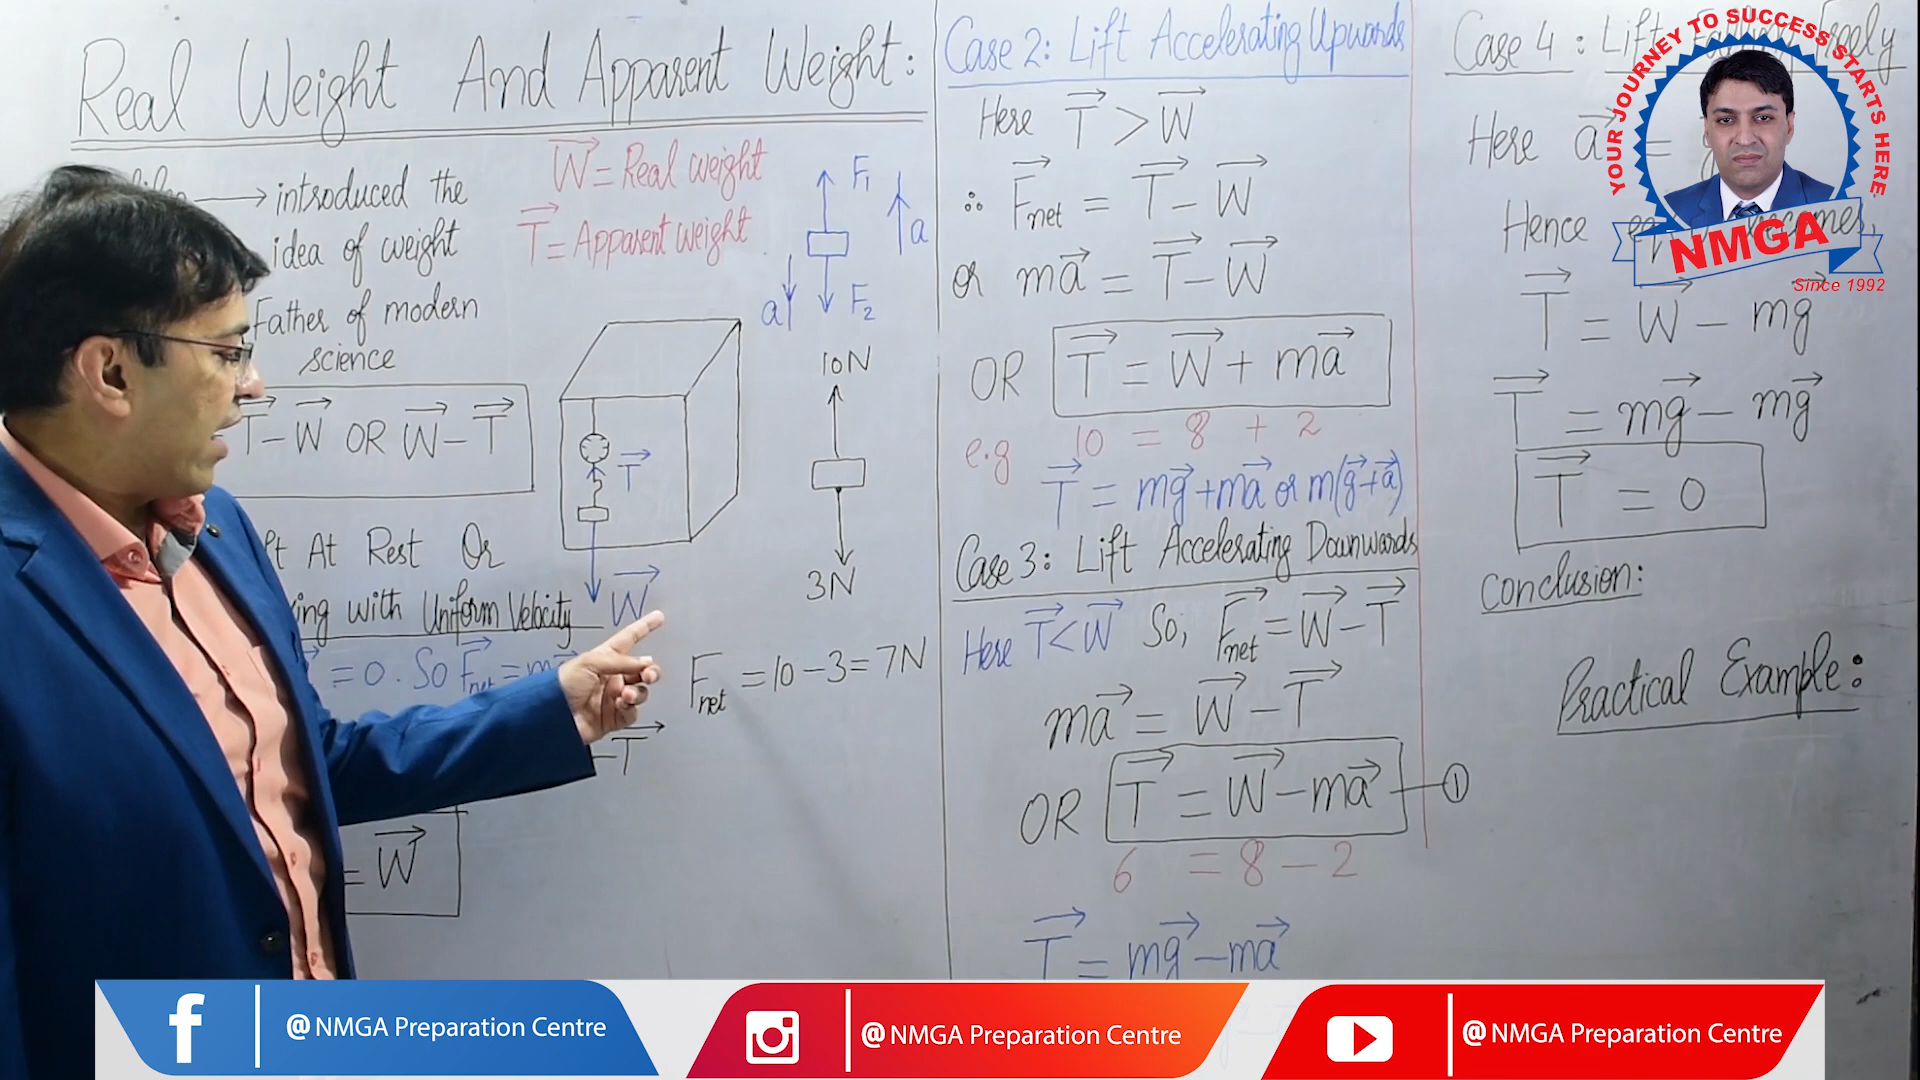 Real Weight And Apparent Weight:
→ introduced the
idea of weight
Father of modern
science
W = Real weight
T = Apparent weight
F1
a
a
F2
T-W OR W-T
T
W
10N
3N
At Rest Or
ing with Uniform Velocity
= 0. So Fnet =
-T
Fnet = 10-3 = 7N
= W
Case 2: Lift Accelerating Upwards
Here T > W
∴ Fnet = T-W
or ma = T-W
OR T = W + ma
e.g 10 = 8 + 2
T = mg+ma or m(g+a)
Case 3: Lift Accelerating Downwards
Here T<W So, Fnet = W-T
ma = W-T
OR T = W-ma — 1
6 = 8 - 2
T = mg-ma
Case 4: Lift
Here a =
Hence
T = W - mg
T = mg - mg
T = 0
Conclusion:
Practical Example:
YOUR JOURNEY TO SUCCESS STARTS HERE
NMGA
Since 1992
@NMGA Preparation Centre
@NMGA Preparation Centre
@NMGA Preparation Centre